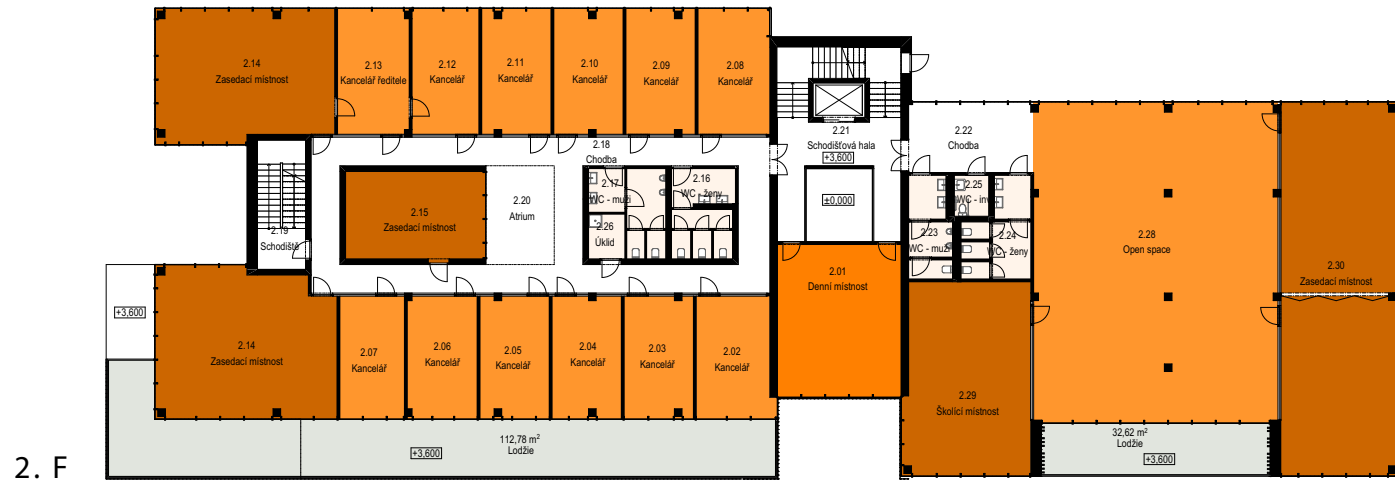 2.14
Zasedací místnost
2.13
Kancelář ředitele
2.12
Kancelář
2.11
Kancelář
2.10
Kancelář
2.09
Kancelář
2.08
Kancelář
2.21
Schodišťová hala
+3,600
±0,000
2.22
Chodba
2.18
Chodba
2.17
WC - muži
2.16
WC - ženy
2.26
Úklid
2.20
Atrium
2.15
Zasedací místnost
2.19
Schodiště
2.25
WC - inv
2.23
WC - muži
2.24
WC - ženy
2.28
Open space
2.30
Zasedací místnost
2.01
Denní místnost
+3,600
2.14
Zasedací místnost
2.07
Kancelář
2.06
Kancelář
2.05
Kancelář
2.04
Kancelář
2.03
Kancelář
2.02
Kancelář
2.29
Školící místnost
112,78 m²
Lodžie
+3,600
32,62 m²
Lodžie
+3,600
2. F